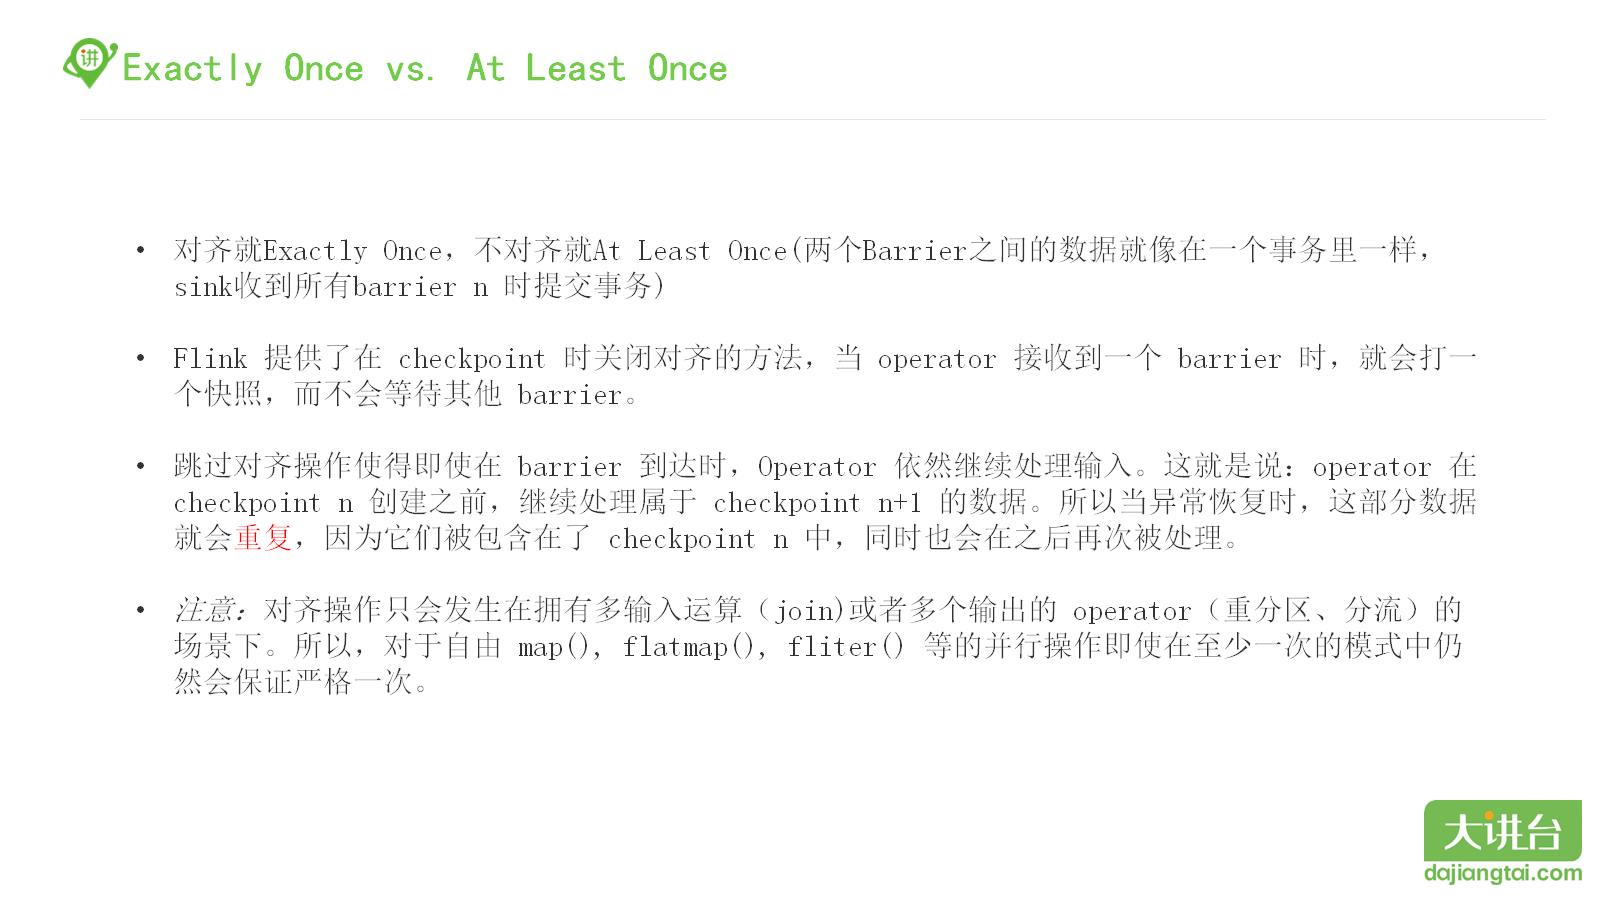 讲
Exactly Once vs. At Least Once
• 对齐就Exactly Once，不对齐就At Least Once(两个Barrier之间的数据就像在一个事务里一样，
sink收到所有barrier n 时提交事务)
• Flink 提供了在 checkpoint 时关闭对齐的方法，当 operator 接收到一个 barrier 时，就会打一
个快照，而不会等待其他 barrier。
• 跳过对齐操作使得即使在 barrier 到达时，Operator 依然继续处理输入。这就是说：operator 在
checkpoint n 创建之前，继续处理属于 checkpoint n+1 的数据。所以当异常恢复时，这部分数据
就会重复，因为它们被包含在了 checkpoint n 中，同时也会在之后再次被处理。
• 注意：对齐操作只会发生在拥有多输入运算（join)或者多个输出的 operator（重分区、分流）的
场景下。所以，对于自由 map(), flatmap(), fliter() 等的并行操作即使在至少一次的模式中仍
然会保证严格一次。
大讲台
dajiangtai.com